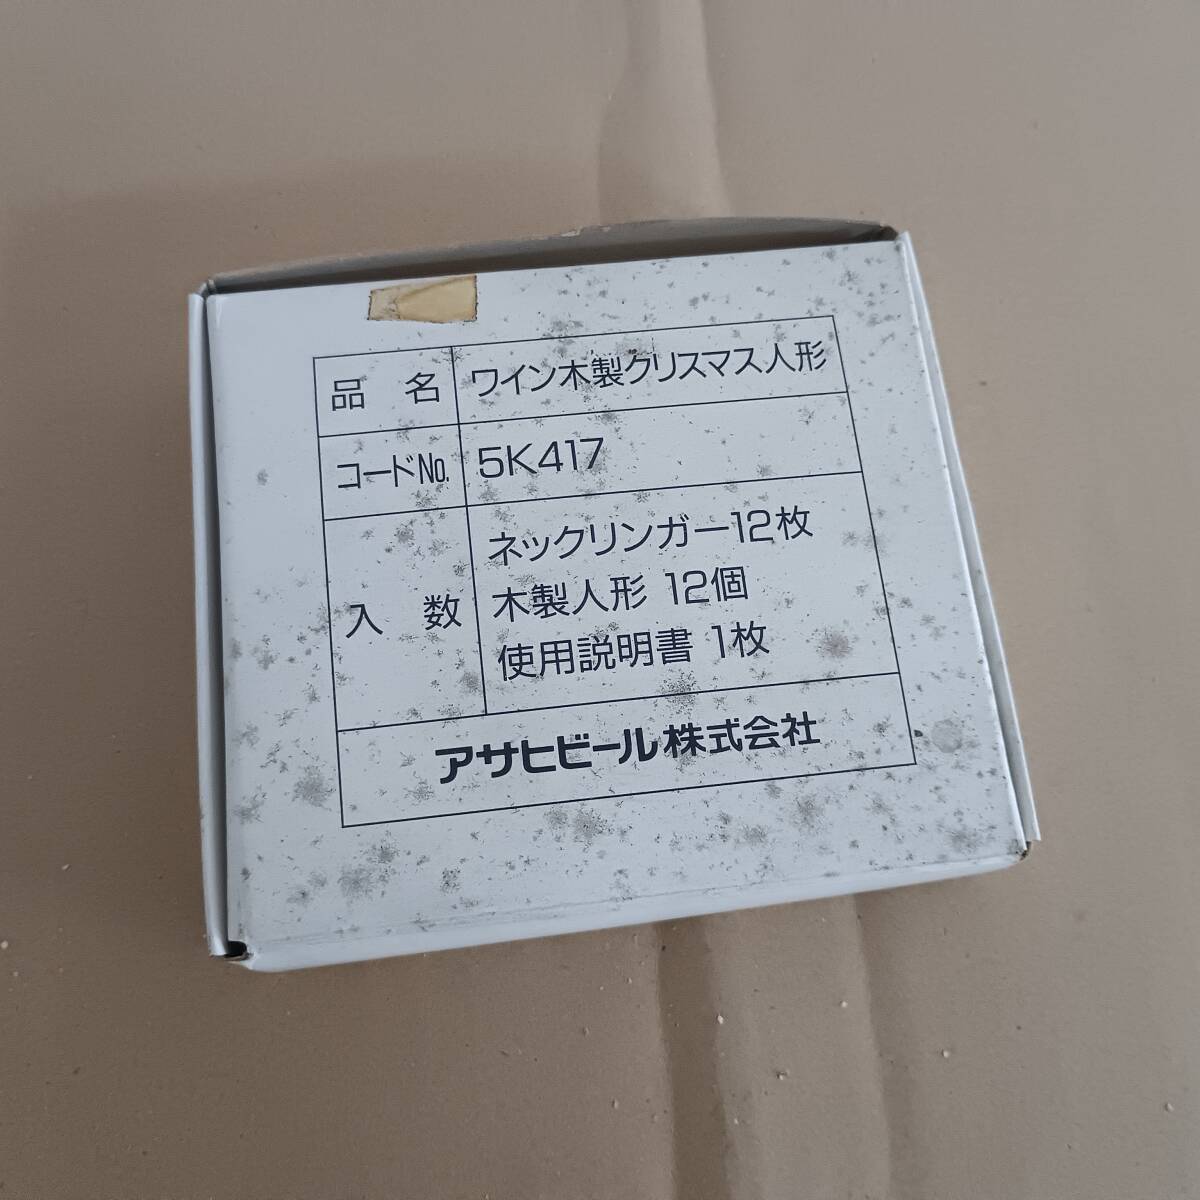 品名 ワイン木製クリスマス人形
コードNo. 5K417
入数 ネックリンガー12枚
木製人形 12個
使用説明書 1枚
アサヒビール株式会社